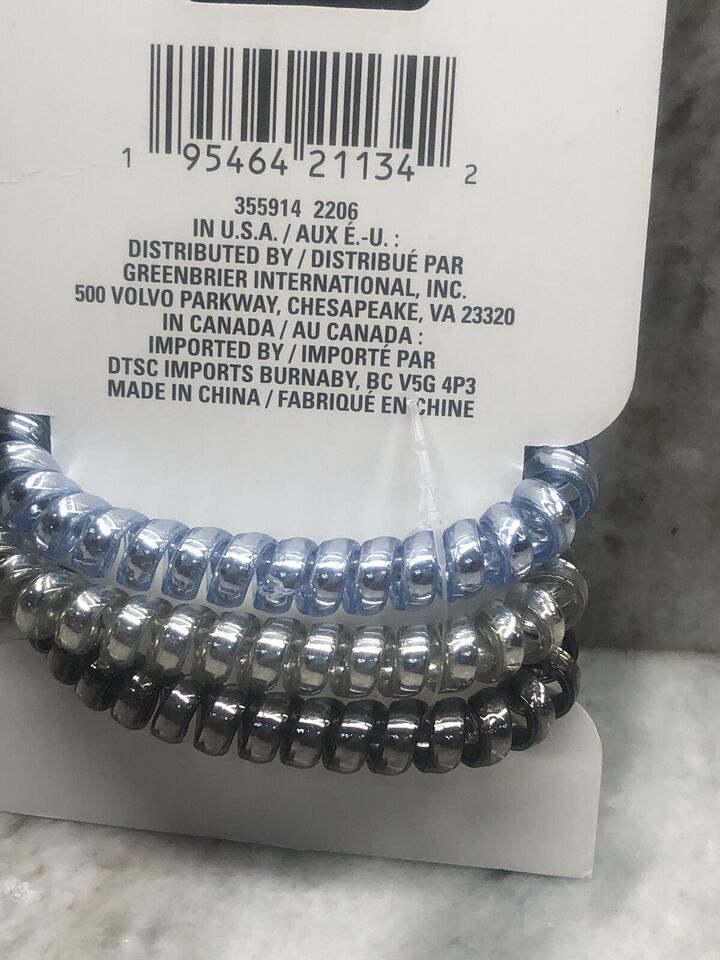 1 95464 21134 2
355914 2206
IN U.S.A. / AUX É.-U. :
DISTRIBUTED BY / DISTRIBUÉ PAR
GREENBRIER INTERNATIONAL, INC.
500 VOLVO PARKWAY, CHESAPEAKE, VA 23320
IN CANADA / AU CANADA :
IMPORTED BY / IMPORTÉ PAR
DTSC IMPORTS BURNABY, BC V5G 4P3
MADE IN CHINA / FABRIQUÉ EN CHINE